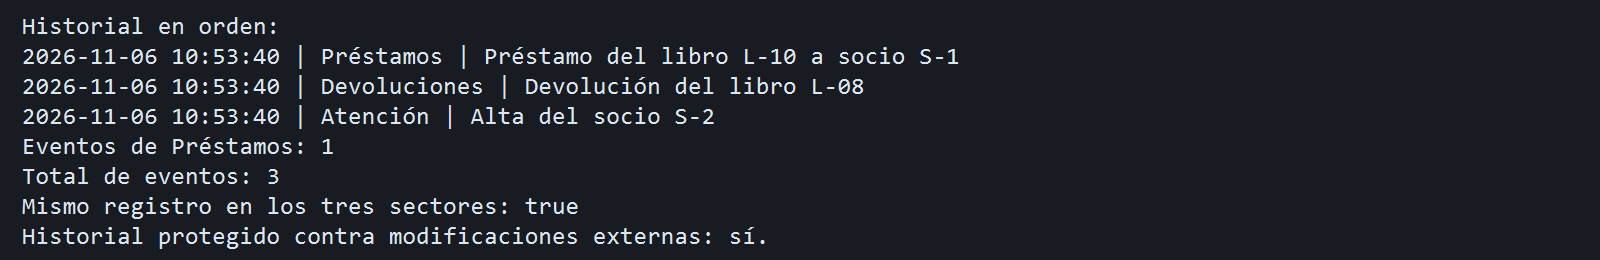 Historial en orden:
2026-11-06 10:53:40 | Préstamos | Préstamo del libro L-10 a socio S-1
2026-11-06 10:53:40 | Devoluciones | Devolución del libro L-08
2026-11-06 10:53:40 | Atención | Alta del socio S-2
Eventos de Préstamos: 1
Total de eventos: 3
Mismo registro en los tres sectores: true
Historial protegido contra modificaciones externas: sí.